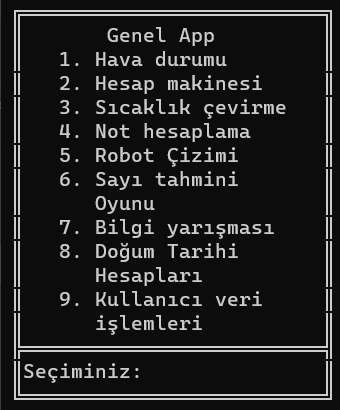 Genel App
1. Hava durumu
2. Hesap makinesi
3. Sıcaklık çevirme
4. Not hesaplama
5. Robot Çizimi
6. Sayı tahmini
Oyunu
7. Bilgi yarışması
8. Doğum Tarihi
Hesapları
9. Kullanıcı veri
işlemleri
Seçiminiz: